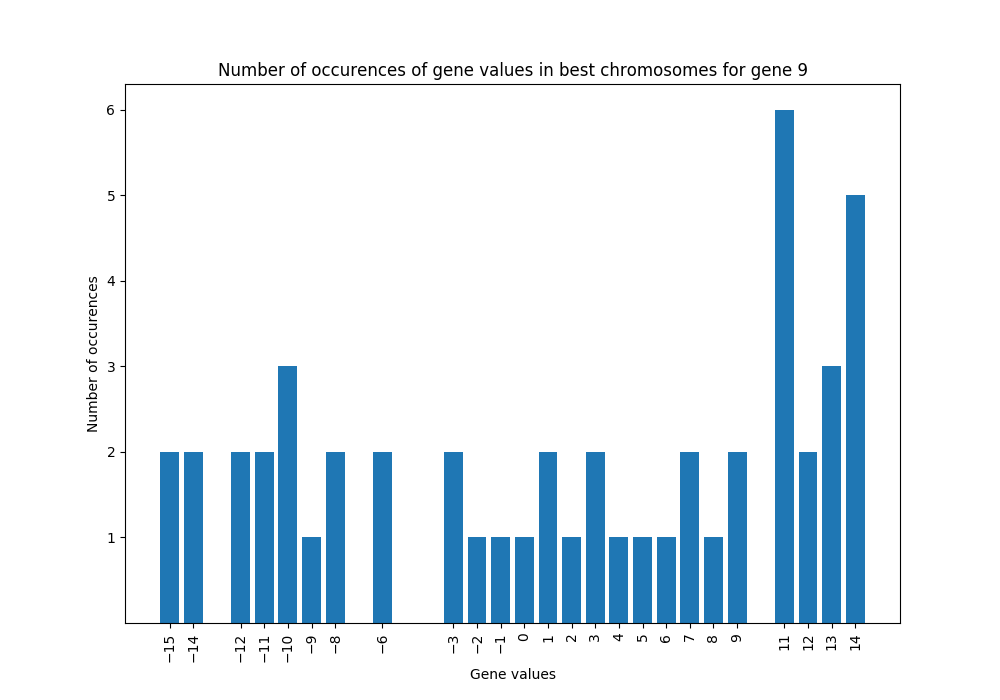 Number of occurences of gene values in best chromosomes for gene 9
Number of occurences
6
5
4
3
2
1
−15 −14 −12 −11 −10 −9 −8 −6 −3 −2 −1 0 1 2 3 4 5 6 7 8 9 11 12 13 14
Gene values